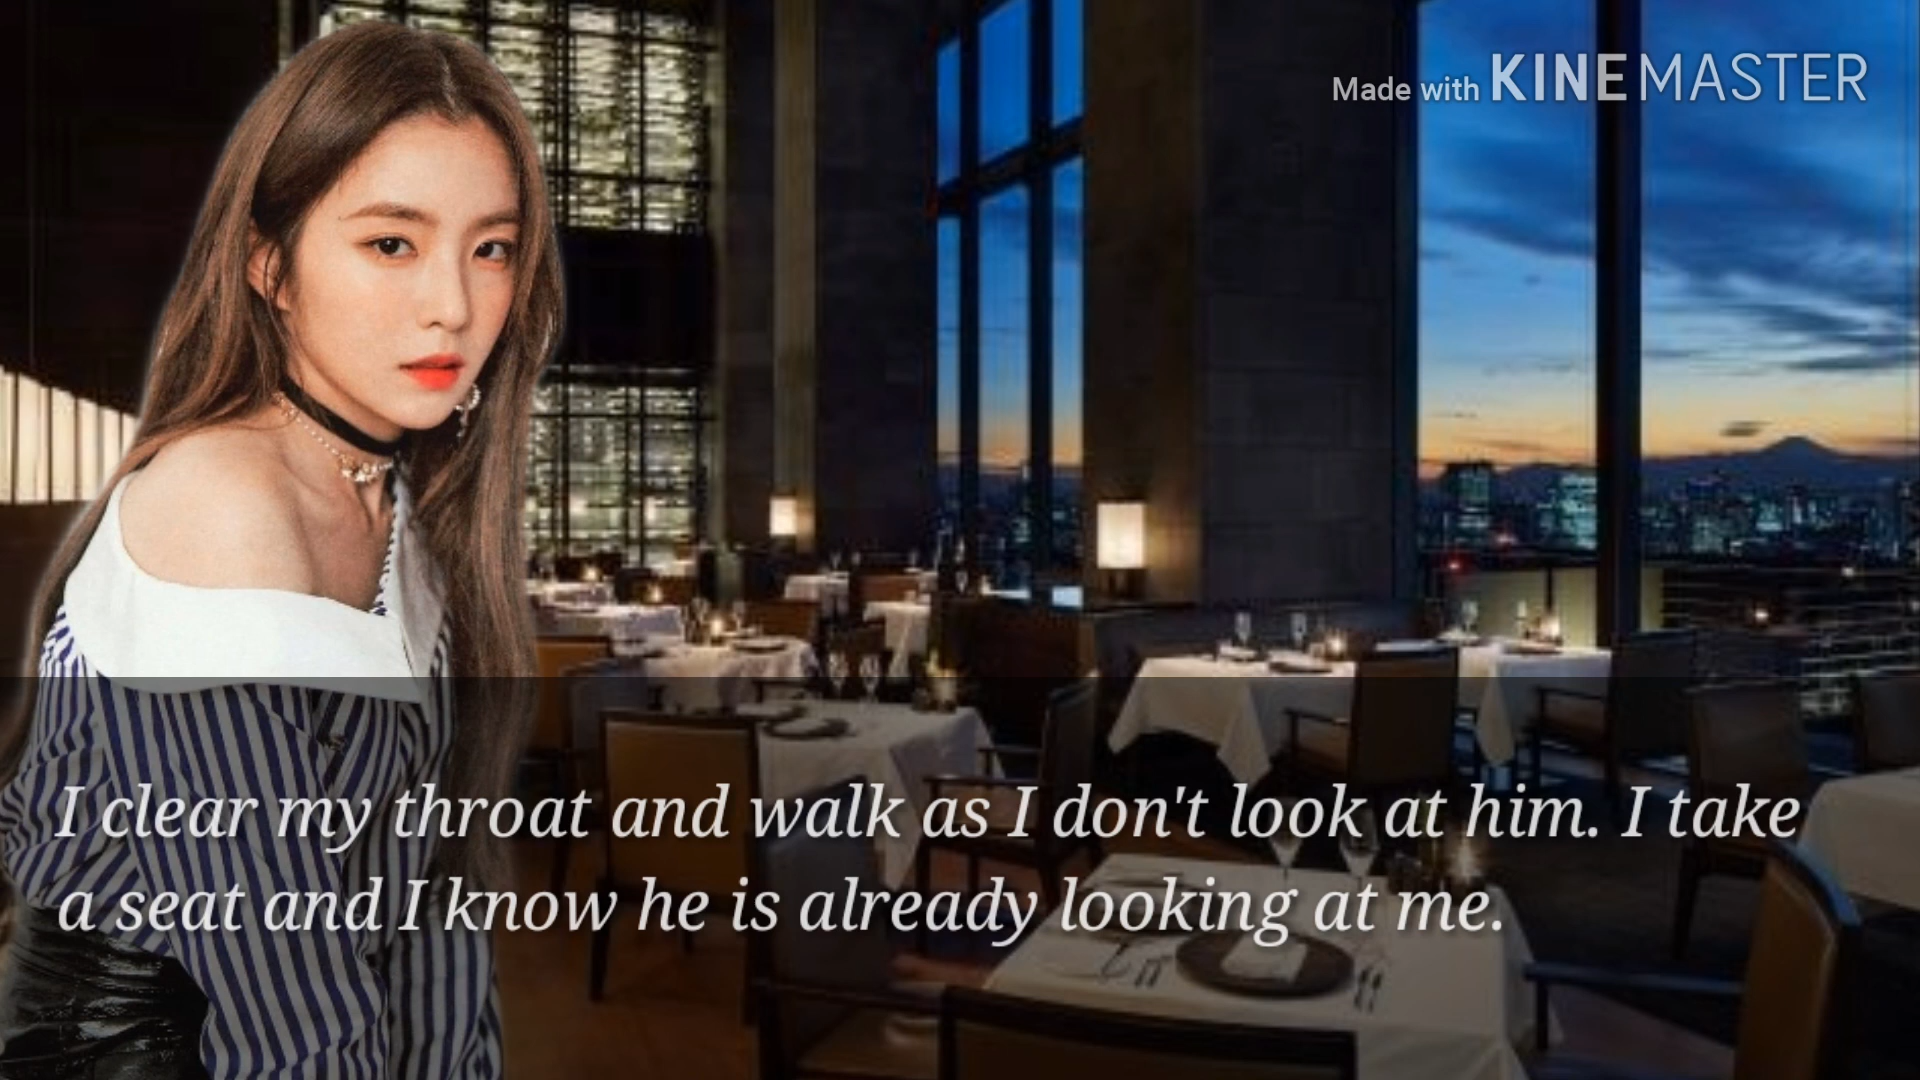 Made with KINEMASTER
I clear my throat and walk as I don't look at him. I take
a seat and I know he is already looking at me.